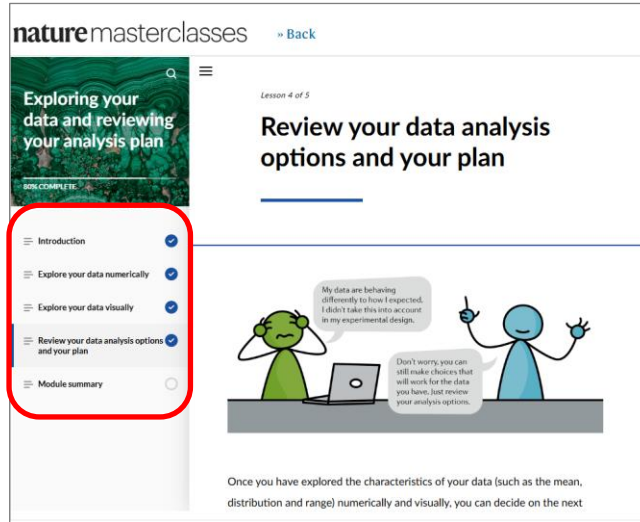 nature masterclasses » Back
Exploring your
data and reviewing
your analysis plan
80% COMPLETE
Introduction
Explore your data numerically
Explore your data visually
Review your data analysis options
and your plan
Module summary
Lesson 4 of 5
Review your data analysis
options and your plan
My data are behaving
differently to how I expected.
I didn't take this into account
in my experimental design.
Don't worry, you can
still make choices that
will work for the data
you have. Just review
your analysis options.
Once you have explored the characteristics of your data (such as the mean,
distribution and range) numerically and visually, you can decide on the next